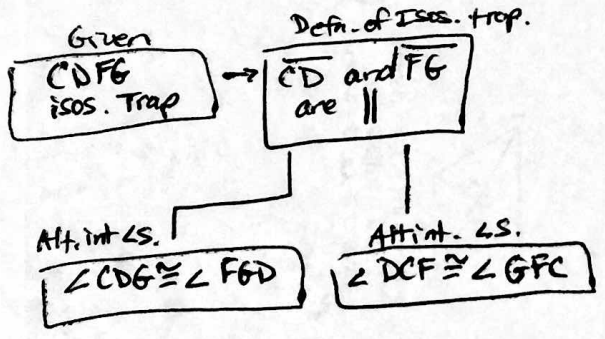 Given
CDFG
isos. Trap
Defn. of Isos. trap.
CD and FG
are ||
Alt. int ∠s.
∠CDG ≅ ∠FGD
Alt int. ∠s.
∠DCF ≅ ∠GFC